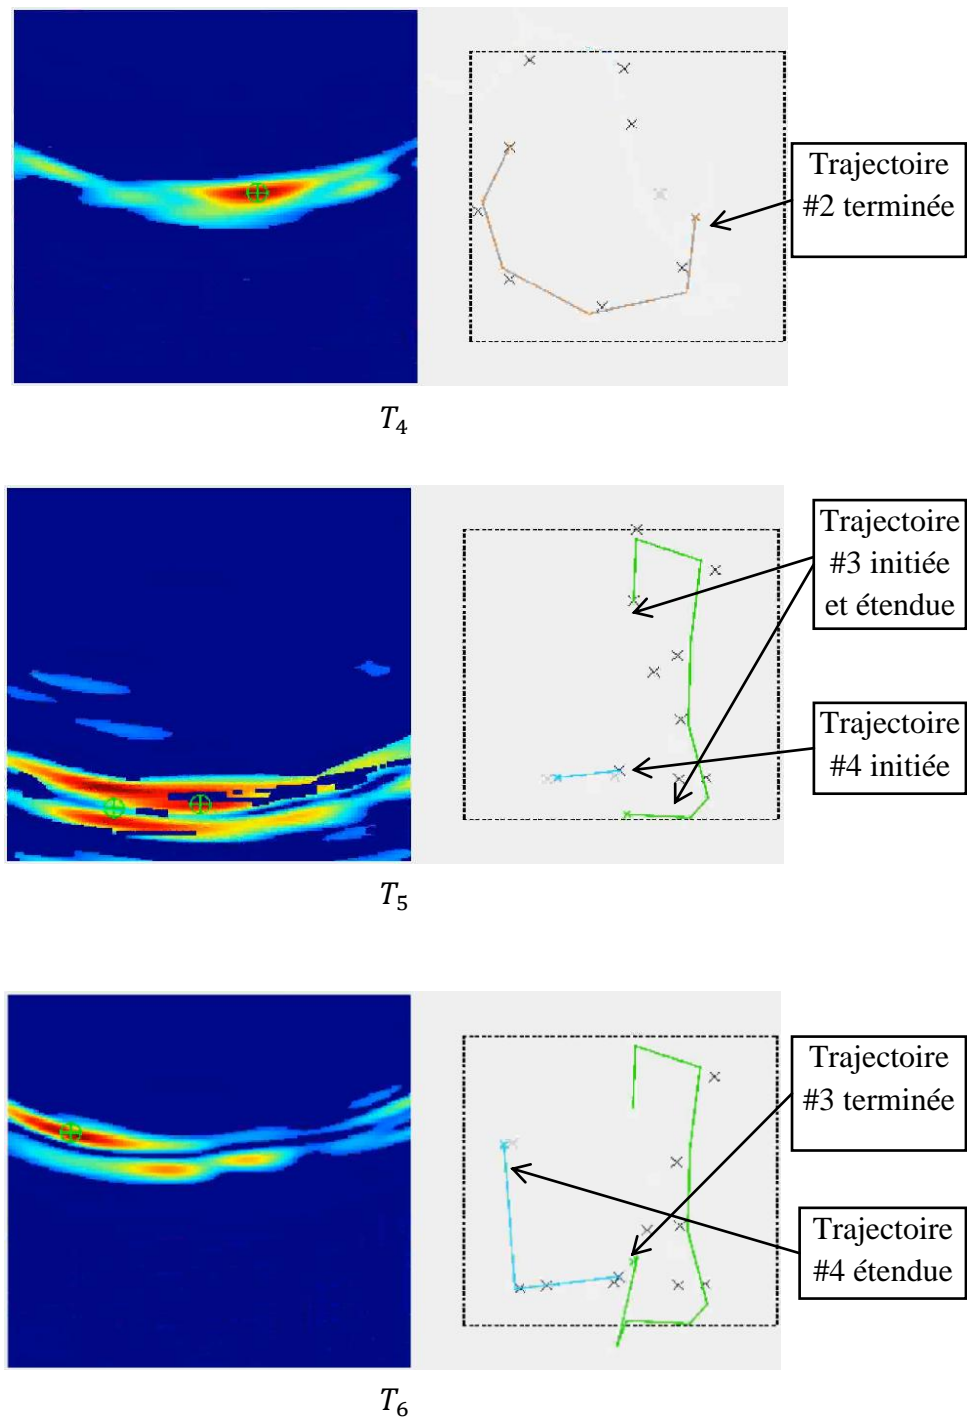 Trajectoire
#2 terminée
T4
Trajectoire
#3 initiée
et étendue
Trajectoire
#4 initiée
T5
Trajectoire
#3 terminée
Trajectoire
#4 étendue
T6